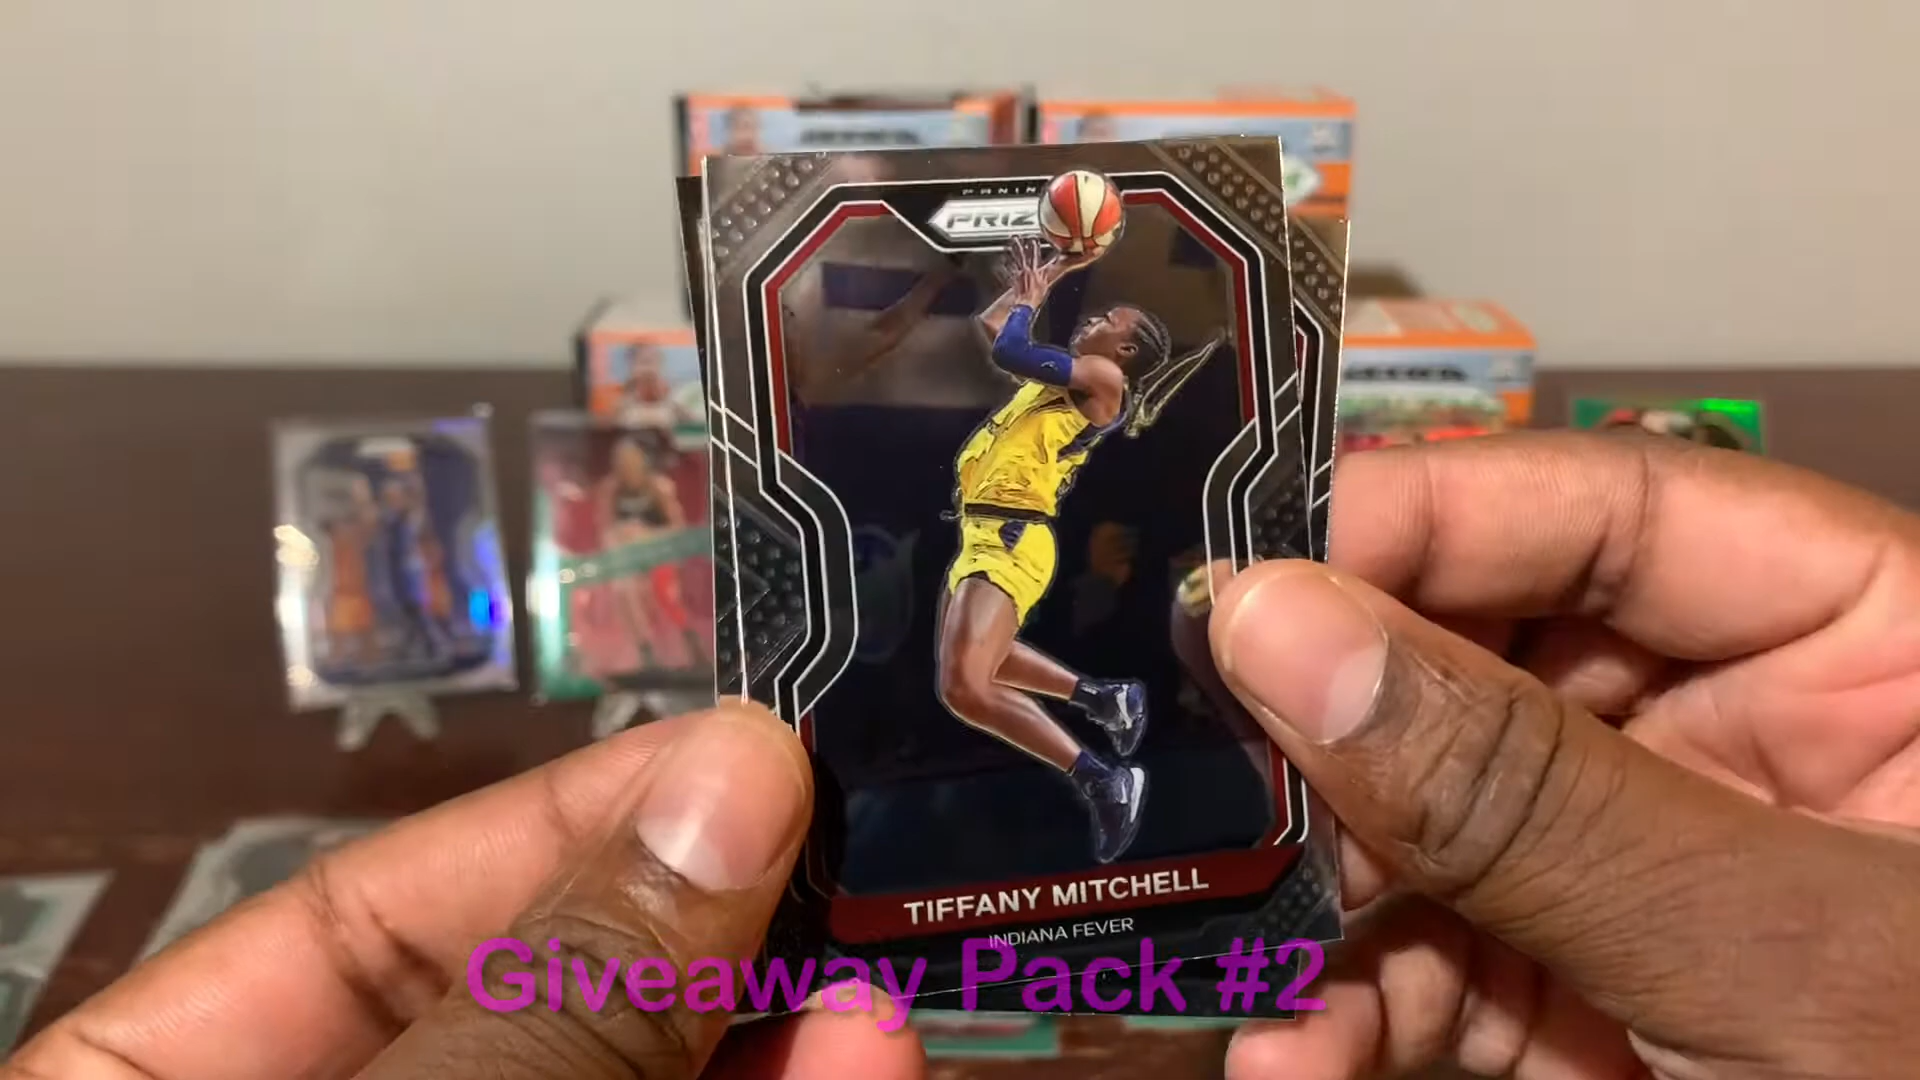 PANINI
PRIZ
TIFFANY MITCHELL
INDIANA FEVER
Giveaway Pack #2